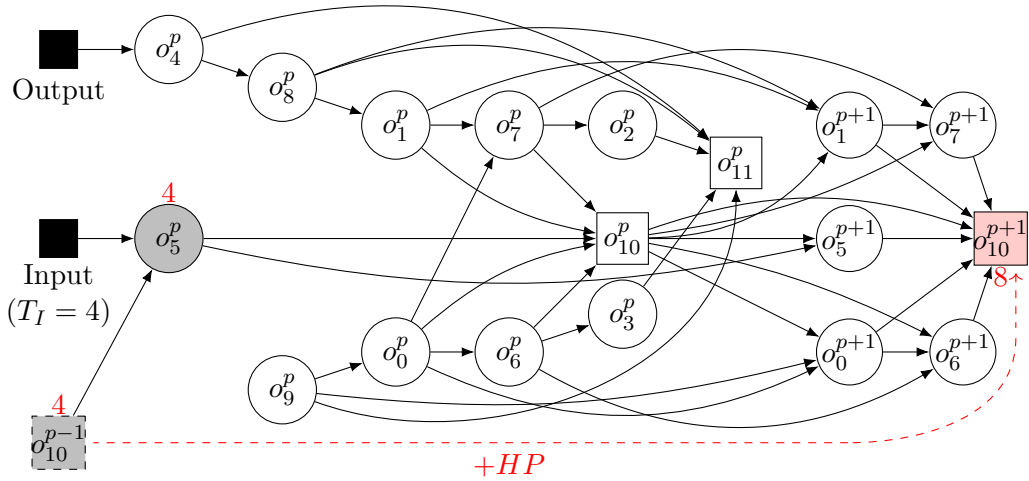 o_4^p
Output
o_8^p
o_1^p
o_7^p
o_2^p
o_11^p
o_1^{p+1}
o_7^{p+1}
4
o_5^p
Input
(T_I = 4)
o_10^p
o_5^{p+1}
o_10^{p+1}
8
o_3^p
o_0^p
o_6^p
o_0^{p+1}
o_6^{p+1}
o_9^p
4
o_10^{p−1}
+HP